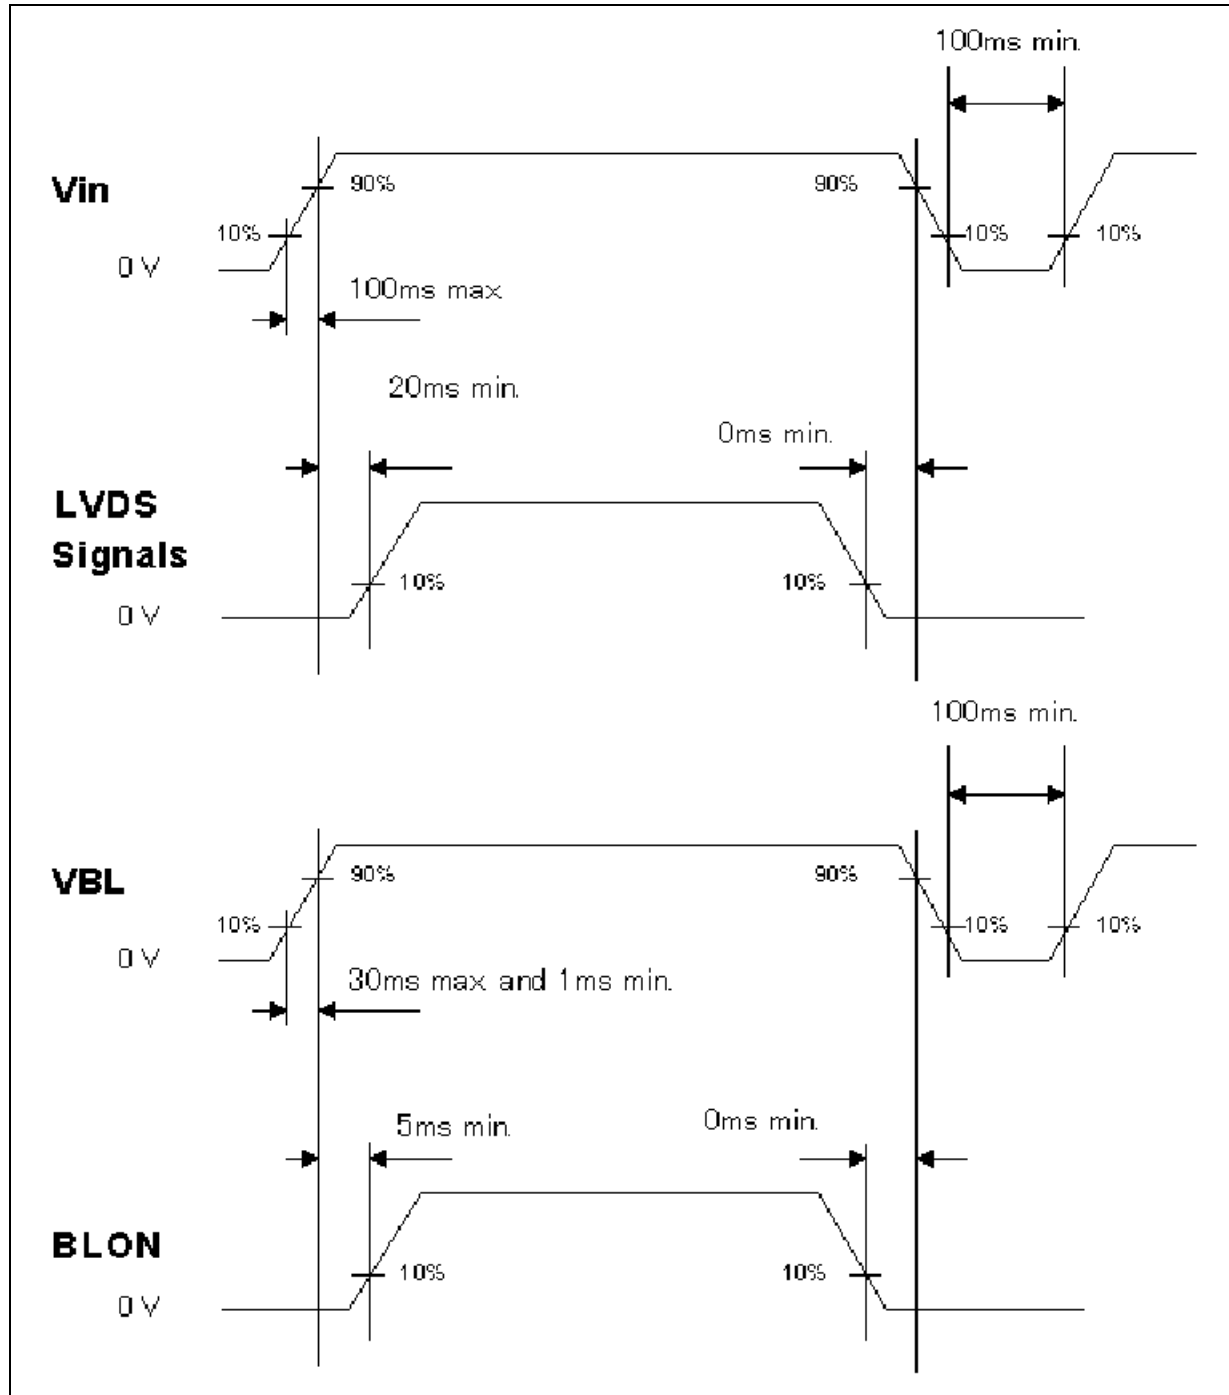 100ms min.
Vin
90%
90%
10%
10%
10%
0 V
100ms max
20ms min.
0ms min.
LVDS
Signals
10%
10%
0 V
100ms min.
VBL
90%
90%
10%
10%
10%
0 V
30ms max and 1ms min.
5ms min.
0ms min.
BLON
10%
10%
0 V